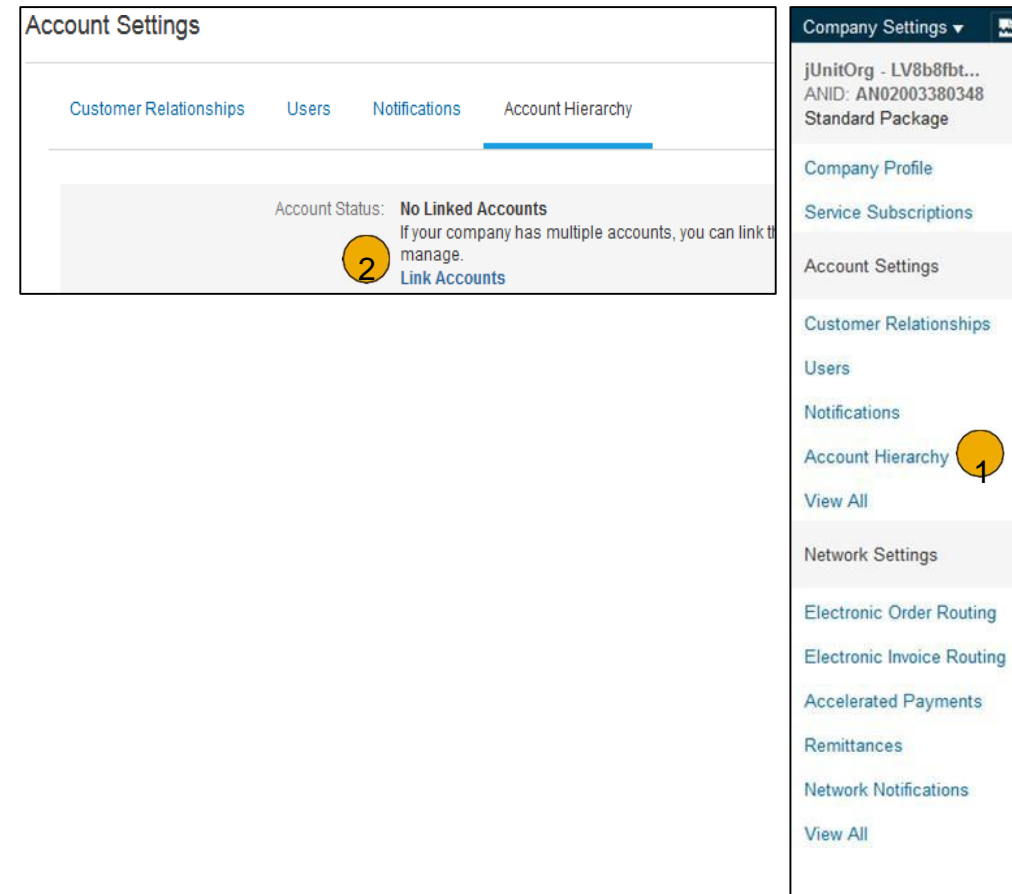 Account Settings
Customer Relationships Users Notifications Account Hierarchy
Account Status: No Linked Accounts
If your company has multiple accounts, you can link
manage.
2
Link Accounts
Company Settings ▾
jUnitOrg - LV8b8fbt...
ANID: AN02003380348
Standard Package
Company Profile
Service Subscriptions
Account Settings
Customer Relationships
Users
Notifications
Account Hierarchy 1
View All
Network Settings
Electronic Order Routing
Electronic Invoice Routing
Accelerated Payments
Remittances
Network Notifications
View All